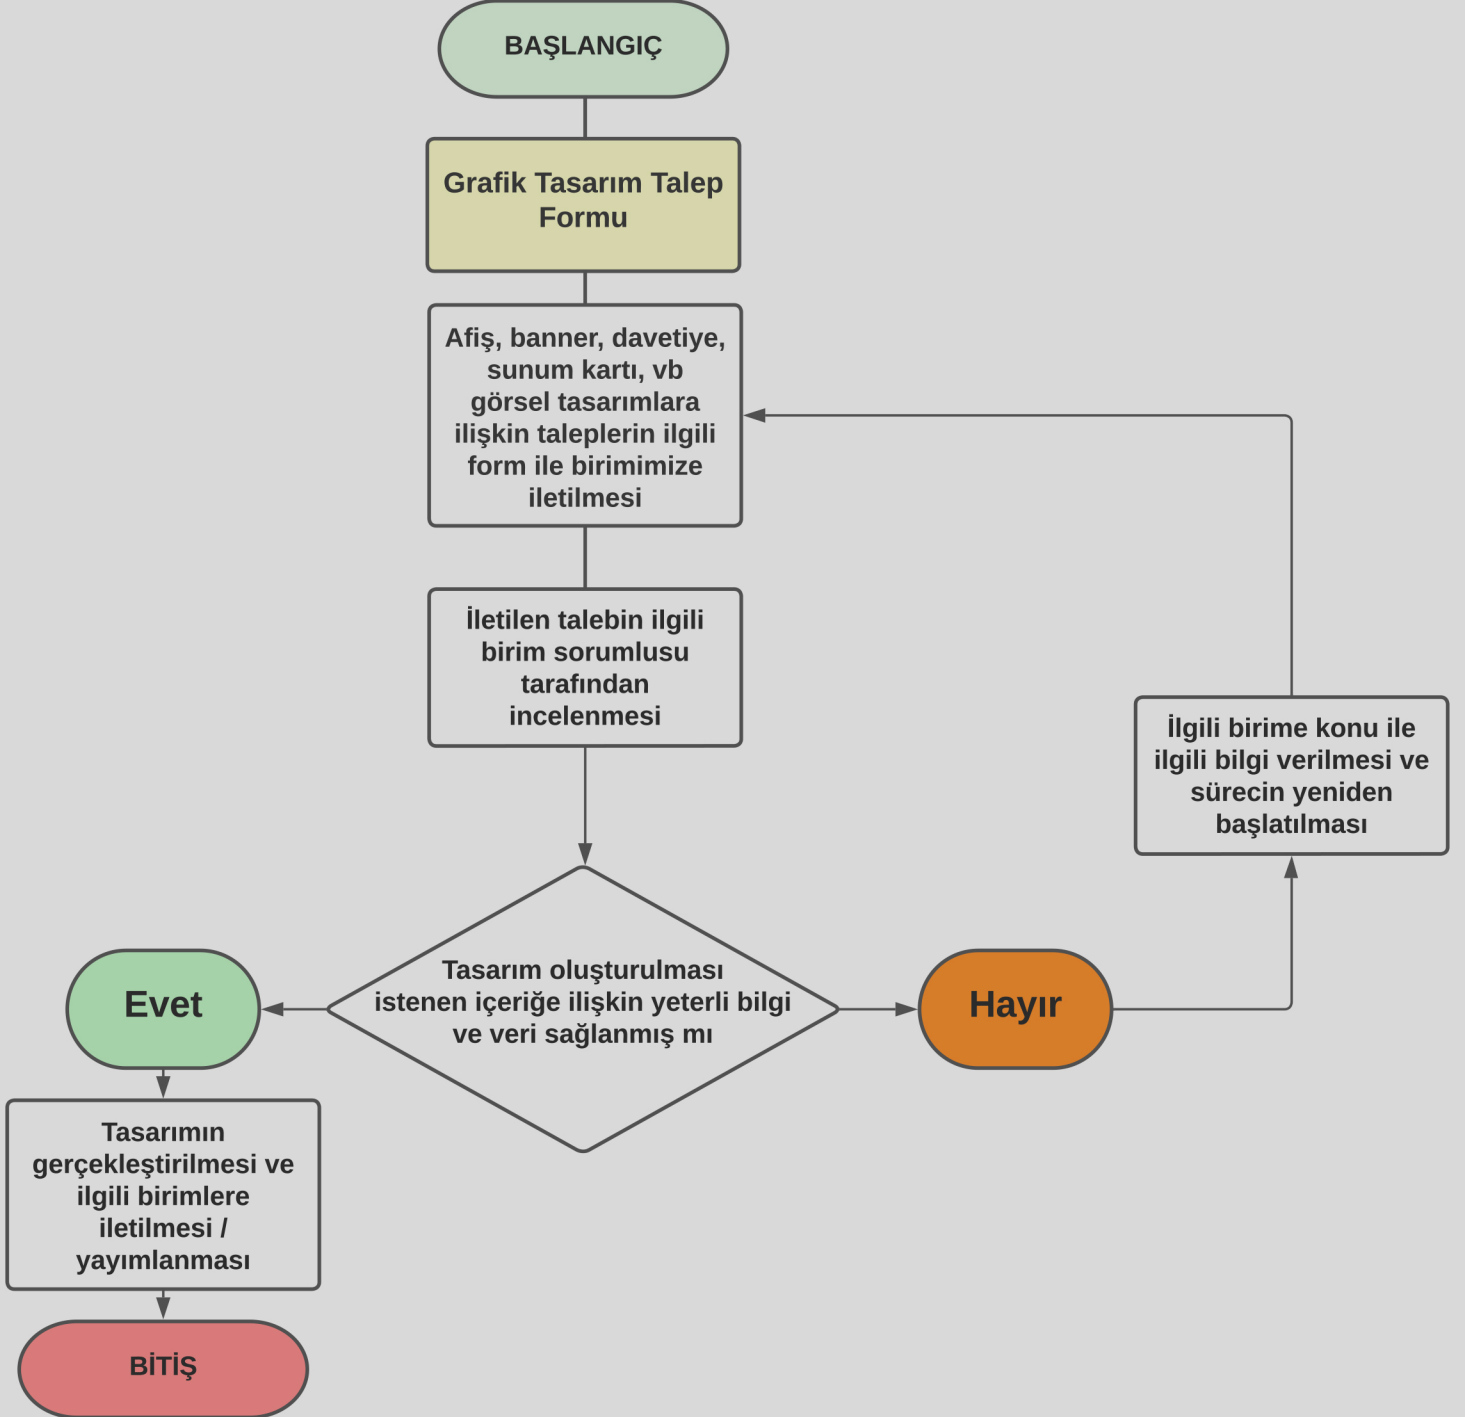 BAŞLANGIÇ
Grafik Tasarım Talep
Formu
Afiş, banner, davetiye,
sunum kartı, vb
görsel tasarımlara
ilişkin taleplerin ilgili
form ile birimimize
iletilmesi
İletilen talebin ilgili
birim sorumlusu
tarafından
incelenmesi
İlgili birime konu ile
ilgili bilgi verilmesi ve
sürecin yeniden
başlatılması
Tasarım oluşturulması
istenen içeriğe ilişkin yeterli bilgi
ve veri sağlanmış mı
Evet
Hayır
Tasarımın
gerçekleştirilmesi ve
ilgili birimlere
iletilmesi /
yayımlanması
BİTİŞ